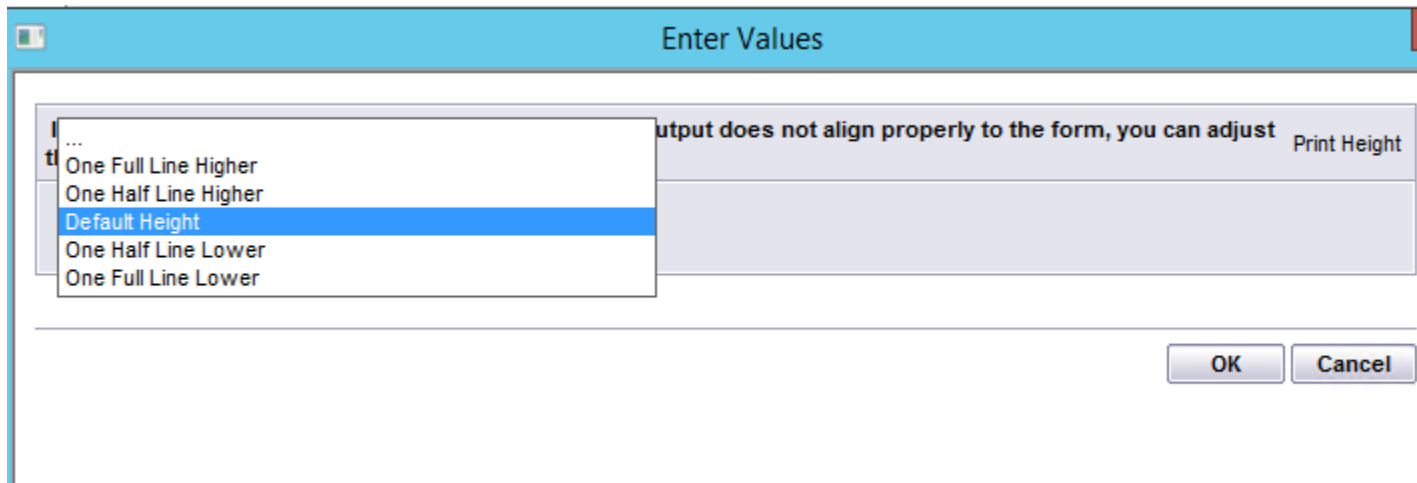 Enter Values
utput does not align properly to the form, you can adjust
Print Height
...
One Full Line Higher
One Half Line Higher
Default Height
One Half Line Lower
One Full Line Lower
OK
Cancel